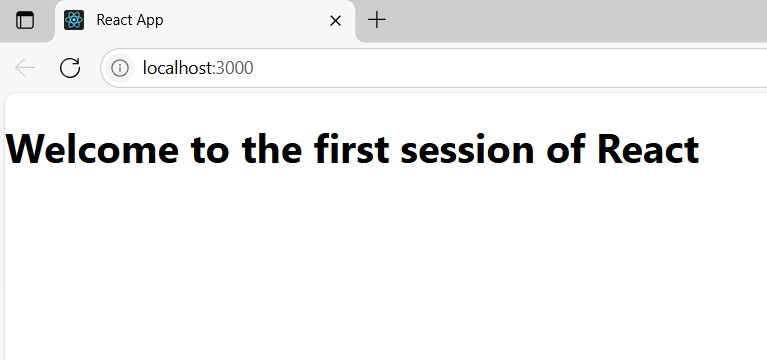 React App
localhost:3000
Welcome to the first session of React